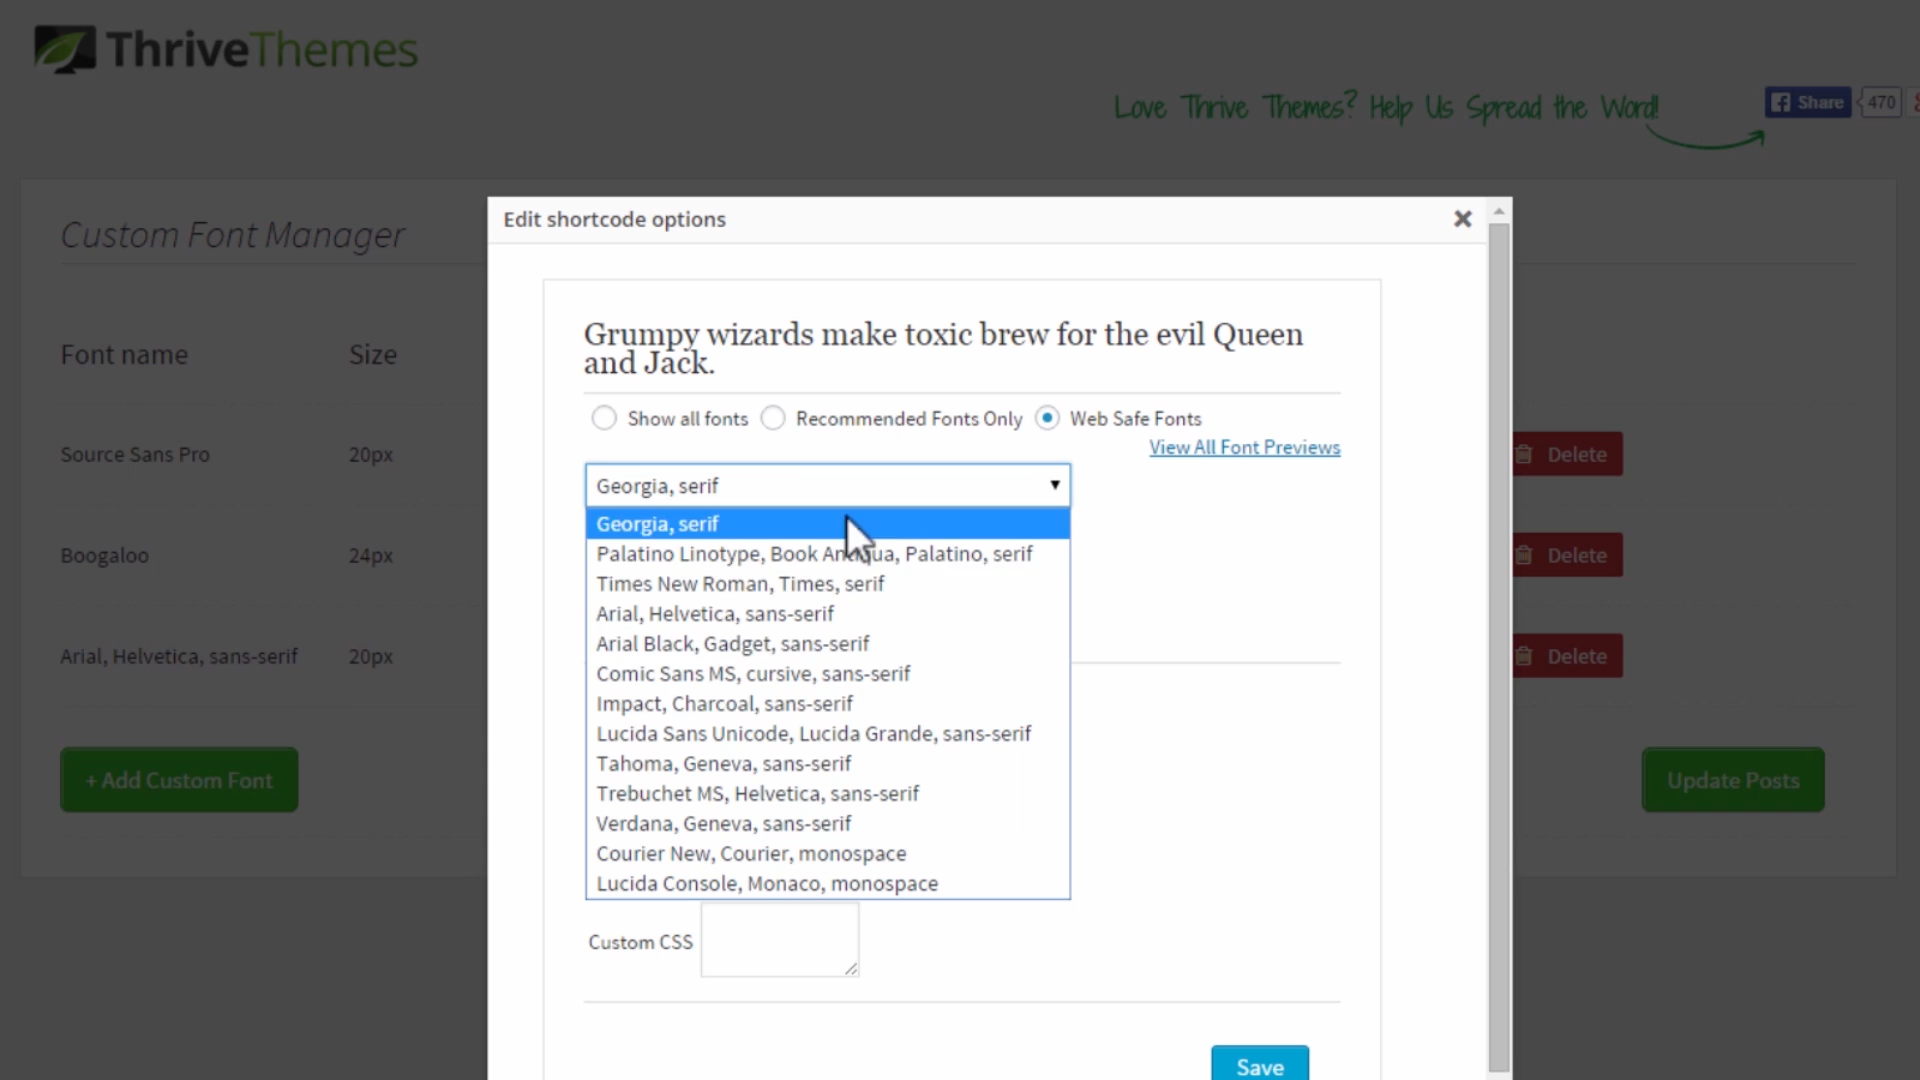 ThriveThemes
Love Thrive Themes? Help Us Spread the Word!
Share
470
Custom Font Manager
Edit shortcode options
Font name
Size
Grumpy wizards make toxic brew for the evil Queen
and Jack.
Show all fonts
Recommended Fonts Only
Web Safe Fonts
View All Font Previews
Source Sans Pro
20px
Delete
Georgia, serif
Georgia, serif
Boogaloo
24px
Delete
Palatino Linotype, Book Antiqua, Palatino, serif
Times New Roman, Times, serif
Arial, Helvetica, sans-serif
Arial Black, Gadget, sans-serif
Arial, Helvetica, sans-serif
20px
Delete
Comic Sans MS, cursive, sans-serif
Impact, Charcoal, sans-serif
Lucida Sans Unicode, Lucida Grande, sans-serif
Tahoma, Geneva, sans-serif
+ Add Custom Font
Update Posts
Trebuchet MS, Helvetica, sans-serif
Verdana, Geneva, sans-serif
Courier New, Courier, monospace
Lucida Console, Monaco, monospace
Custom CSS
Save